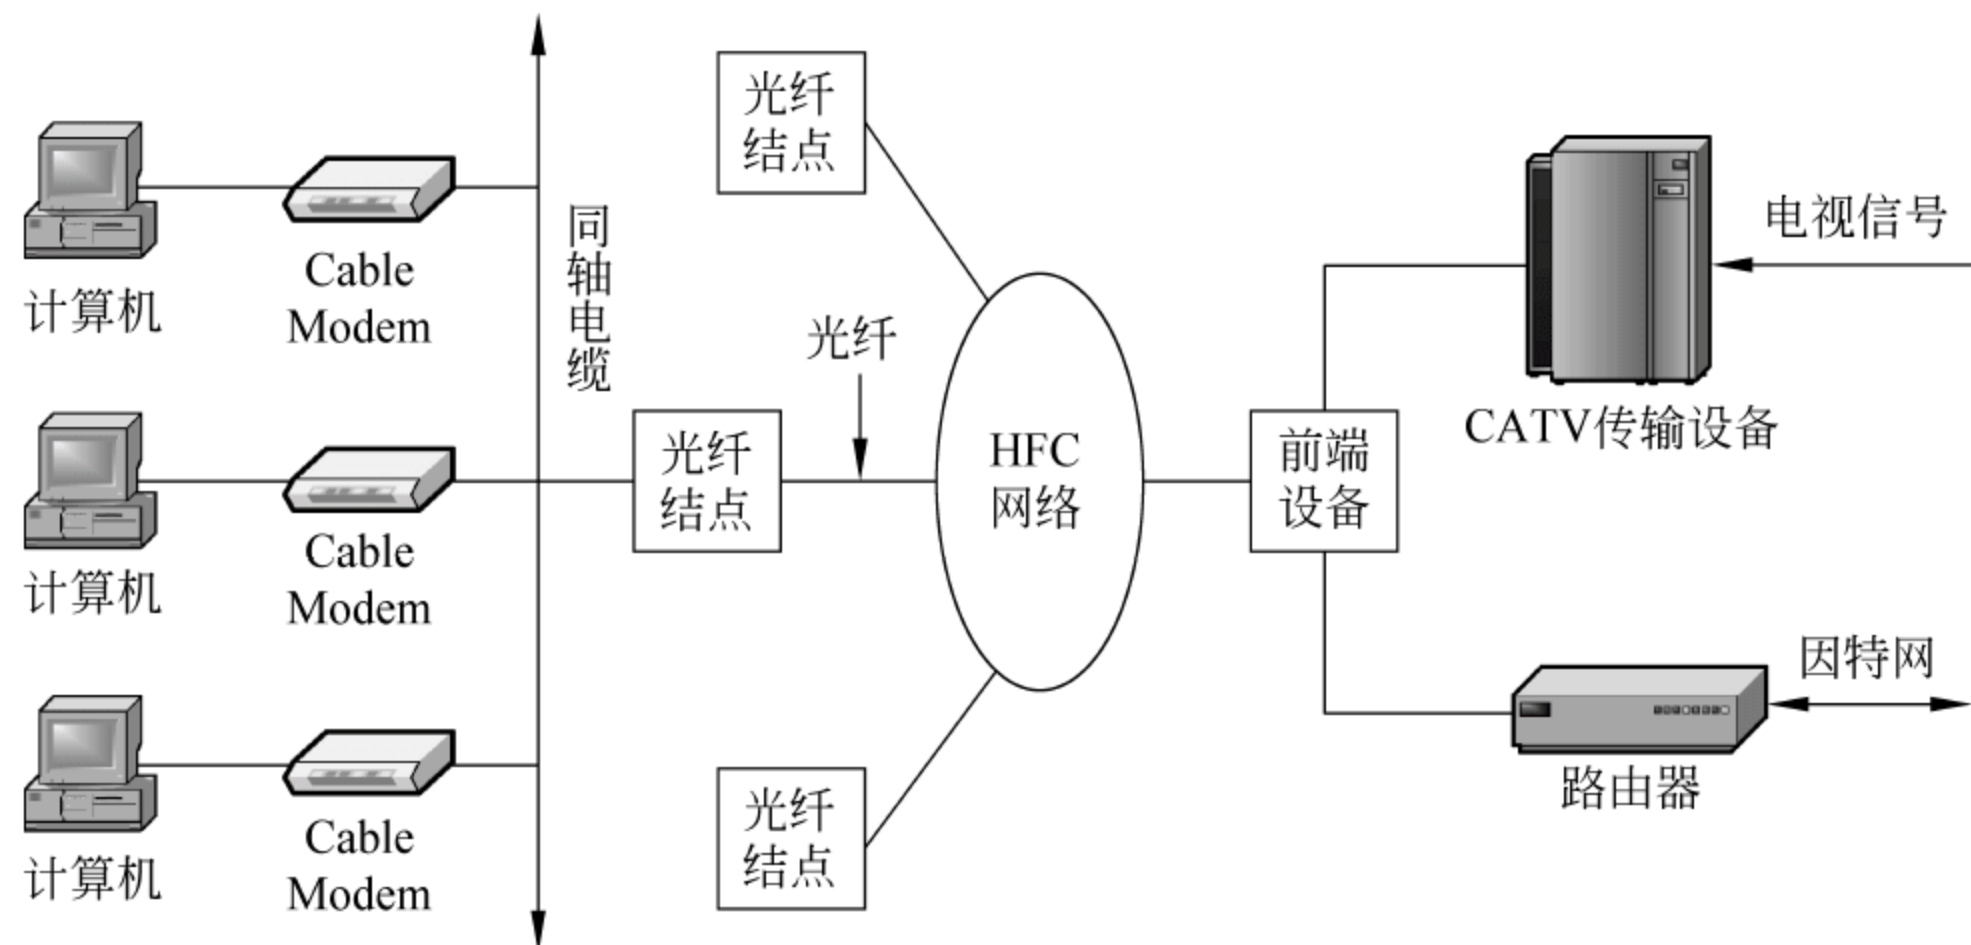 计算机
Cable
Modem
计算机
Cable
Modem
计算机
Cable
Modem
同轴电缆
光纤
结点
光纤
光纤
结点
光纤
结点
HFC
网络
前端
设备
电视信号
CATV传输设备
因特网
路由器